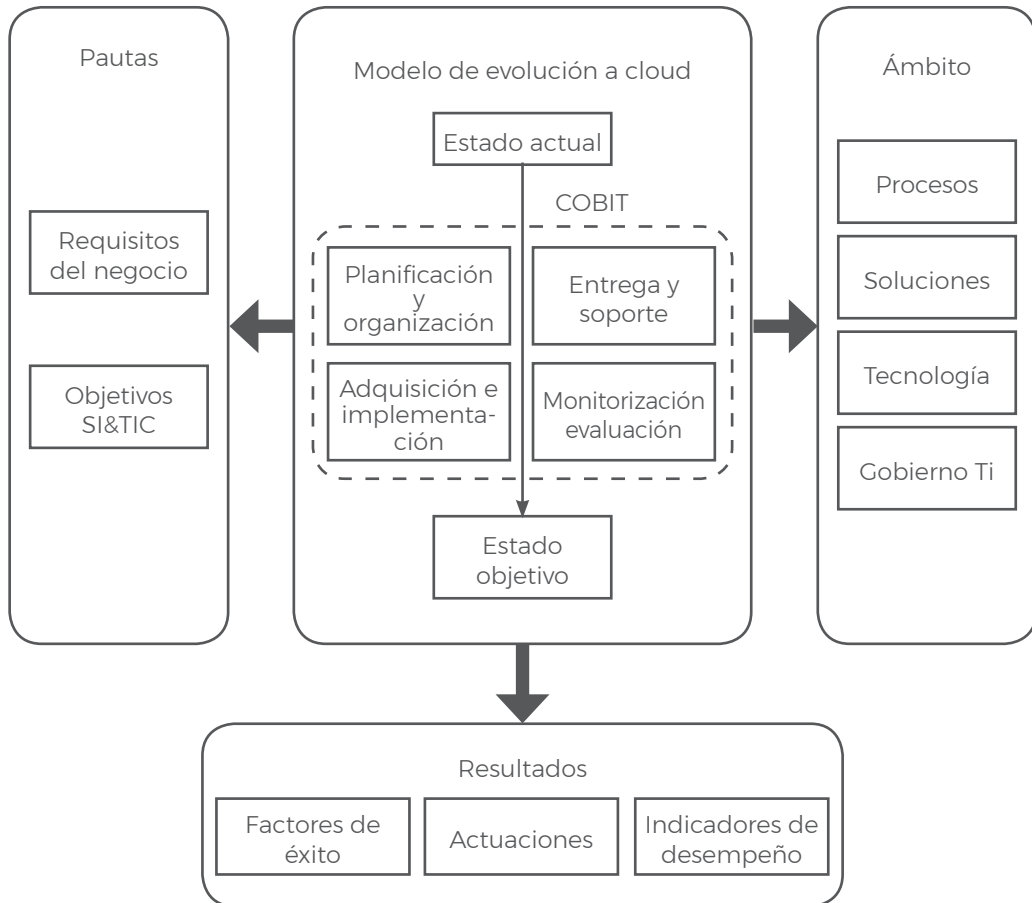 Pautas
Requisitos
del negocio
Objetivos
SI&TIC
Modelo de evolución a cloud
Estado actual
COBIT
Planificación
y
organización
Entrega y
soporte
Adquisición e
implementa-
ción
Monitorización
evaluación
Estado
objetivo
Ámbito
Procesos
Soluciones
Tecnología
Gobierno Ti
Resultados
Factores de
éxito
Actuaciones
Indicadores de
desempeño